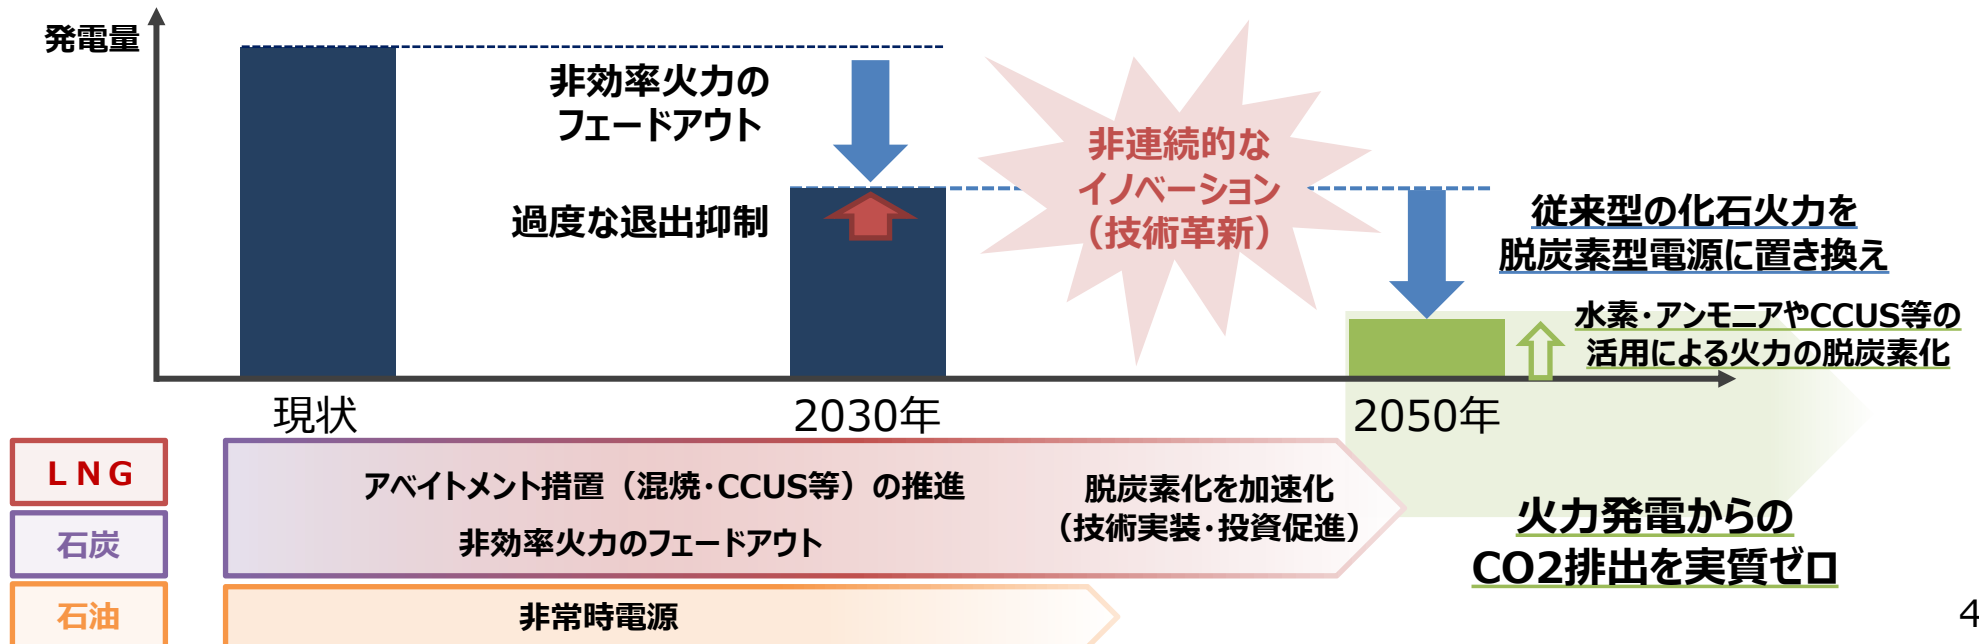 発電量
非効率火力の
フェードアウト
過度な退出抑制
非連続的な
イノベーション
（技術革新）
従来型の化石火力を
脱炭素型電源に置き換え
水素・アンモニアやCCUS等の
活用による火力の脱炭素化
現状
2030年
2050年
ＬＮＧ
石炭
石油
アベイトメント措置（混焼・CCUS等）の推進
非効率火力のフェードアウト
脱炭素化を加速化
（技術実装・投資促進）
非常時電源
火力発電からの
CO2排出を実質ゼロ
4